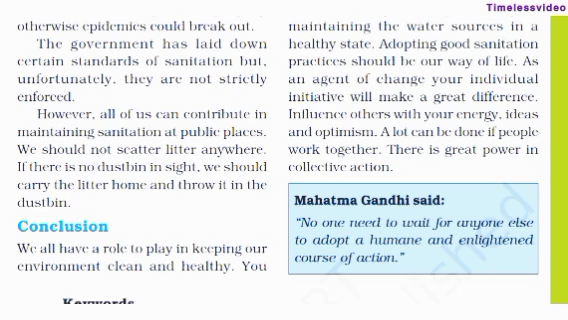 Timelessvideo
otherwise epidemics could break out.
The government has laid down
certain standards of sanitation but,
unfortunately, they are not strictly
enforced.
However, all of us can contribute in
maintaining sanitation at public places.
We should not scatter litter anywhere.
If there is no dustbin in sight, we should
carry the litter home and throw it in the
dustbin.
Conclusion
We all have a role to play in keeping our
environment clean and healthy. You
maintaining the water sources in a
healthy state. Adopting good sanitation
practices should be our way of life. As
an agent of change your individual
initiative will make a great difference.
Influence others with your energy, ideas
and optimism. A lot can be done if people
work together. There is great power in
collective action.
Mahatma Gandhi said:
"No one need to wait for anyone else
to adopt a humane and enlightened
course of action."
Keywords